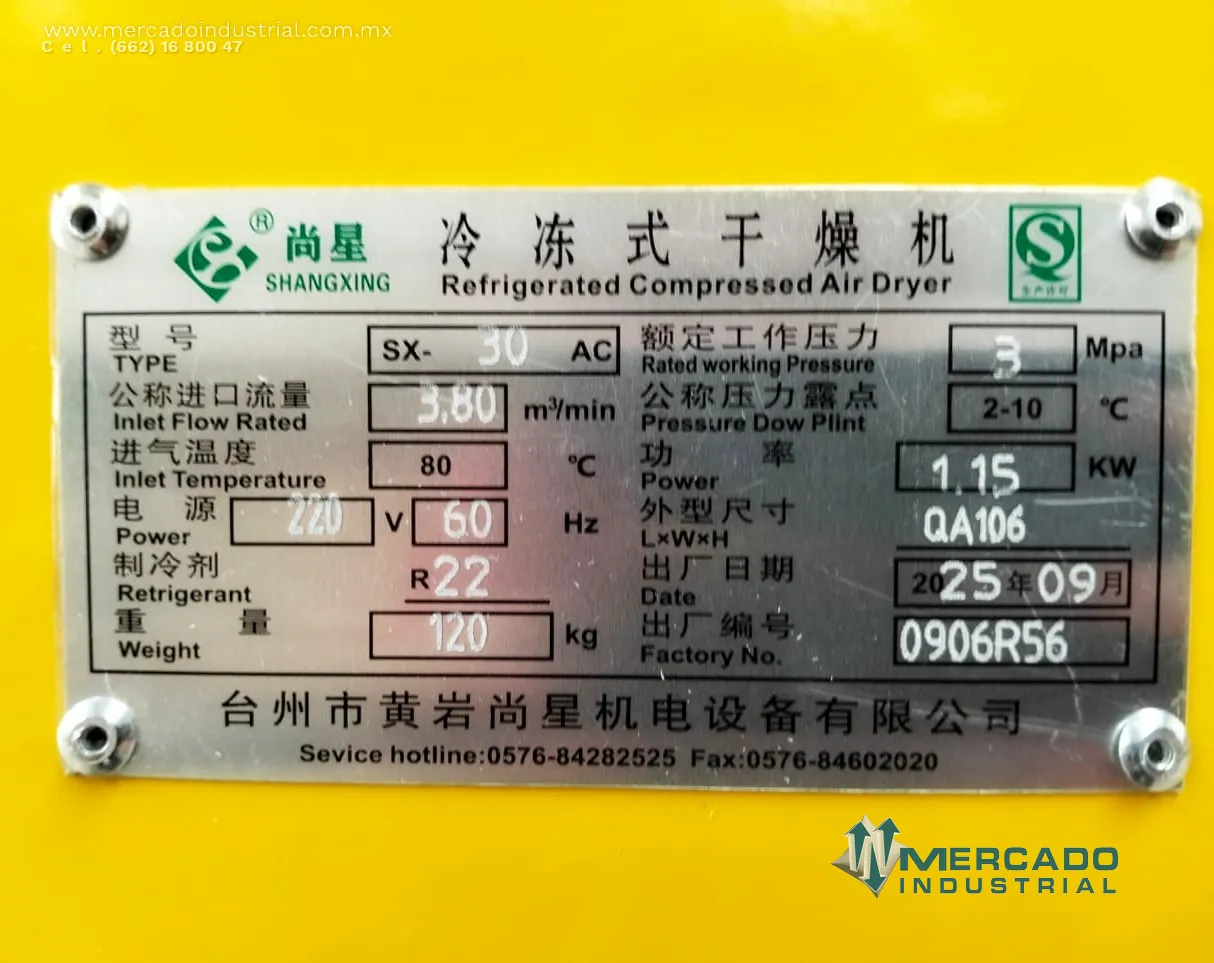 www.mercadoindustrial.com.mx
Cel.(662) 16 800 47
® 尚星 冷冻式干燥机
SHANGXING Refrigerated Compressed Air Dryer
生产许可
型号 SX- 30 AC 额定工作压力 3 Mpa
TYPE Rated working Pressure
公称进口流量 3.80 m³/min 公称压力露点 2-10 ℃
Inlet Flow Rated Pressure Dow Plint
进气温度 80 ℃ 功率 1.15 KW
Inlet Temperature Power
电源 220 V 60 Hz 外型尺寸 QA106
Power L×W×H
制冷剂 R22 出厂日期 2025年09月
Retrigerant Date
重量 120 kg 出厂编号 0906R56
Weight Factory No.
台州市黄岩尚星机电设备有限公司
Sevice hotline:0576-84282525 Fax:0576-84602020
MERCADO
INDUSTRIAL